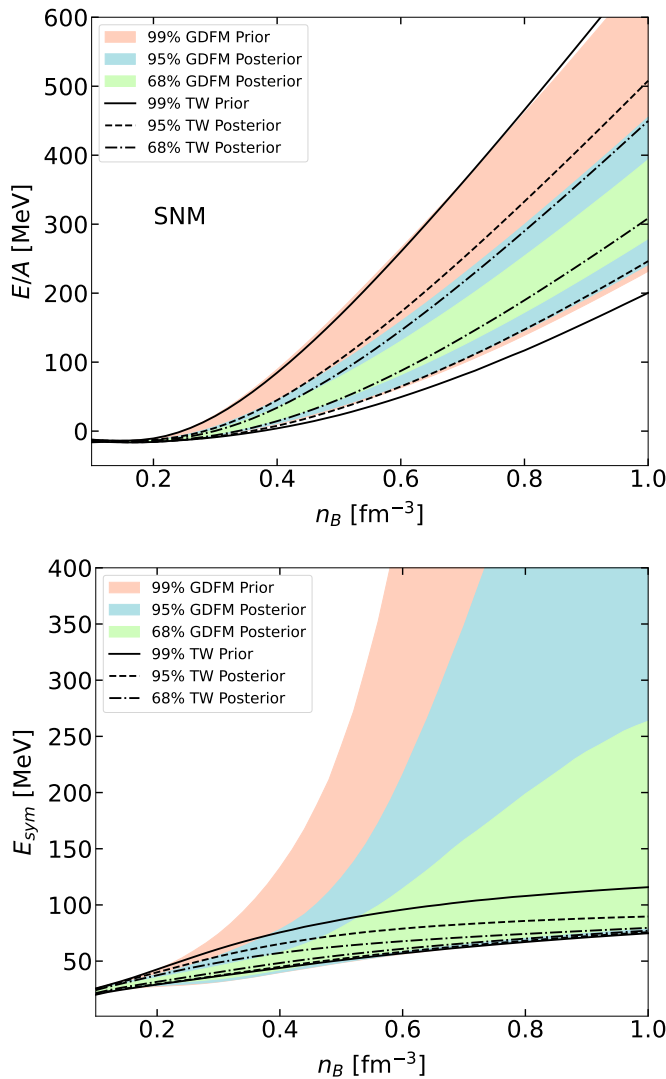 600
500
400
300
200
100
0
E/A [MeV]
99% GDFM Prior
95% GDFM Posterior
68% GDFM Posterior
99% TW Prior
95% TW Posterior
68% TW Posterior
SNM
0.2 0.4 0.6 0.8 1.0
n_B [fm⁻³]
400
350
300
250
200
150
100
50
E_sym [MeV]
99% GDFM Prior
95% GDFM Posterior
68% GDFM Posterior
99% TW Prior
95% TW Posterior
68% TW Posterior
0.2 0.4 0.6 0.8 1.0
n_B [fm⁻³]